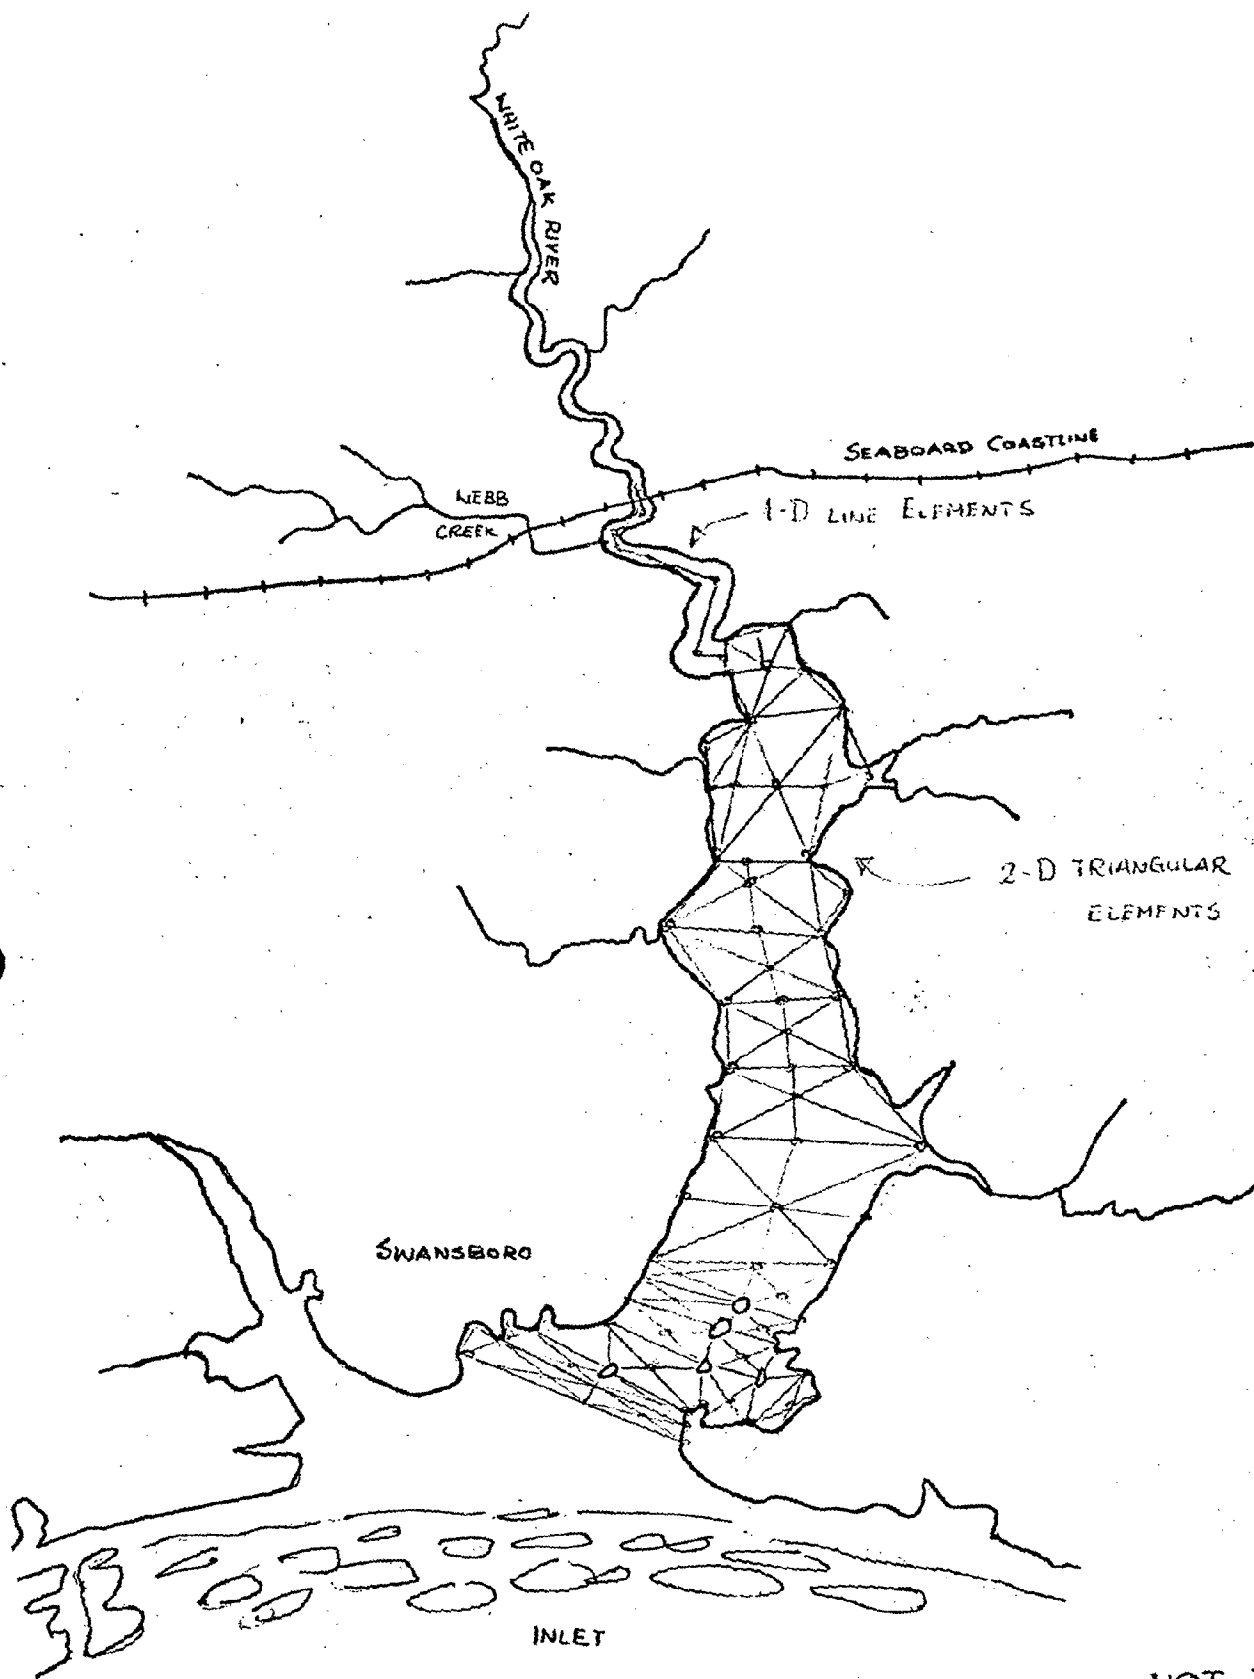 WHITE OAK RIVER
SEABOARD COASTLINE
WEBB
CREEK
1-D LINE ELEMENTS
2-D TRIANGULAR
ELEMENTS
SWANSBORO
INLET